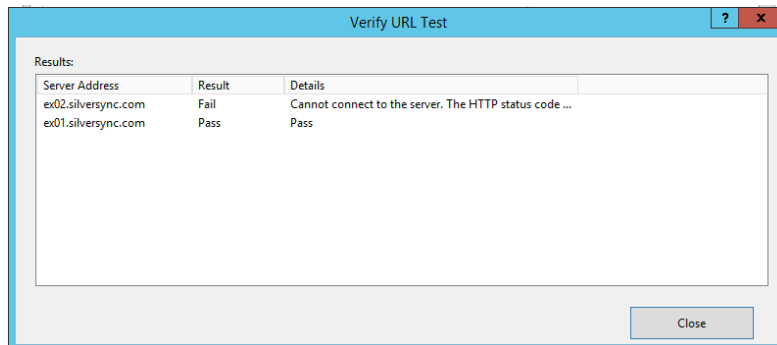 Verify URL Test
? x
Results:
Server Address Result Details
ex02.silversync.com Fail Cannot connect to the server. The HTTP status code ...
ex01.silversync.com Pass Pass
Close